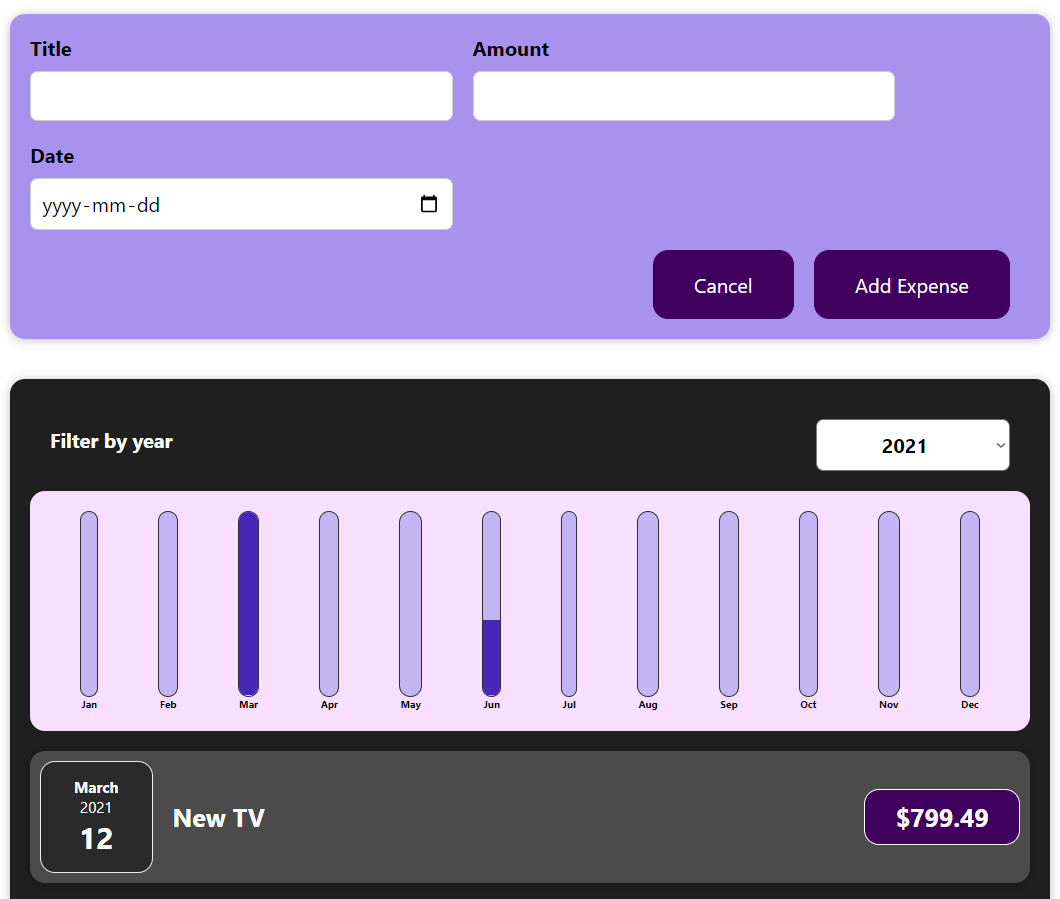 Title Amount
Date
yyyy-mm-dd
Cancel Add Expense
Filter by year 2021
Jan Feb Mar Apr May Jun Jul Aug Sep Oct Nov Dec
March
2021
12
New TV
$799.49